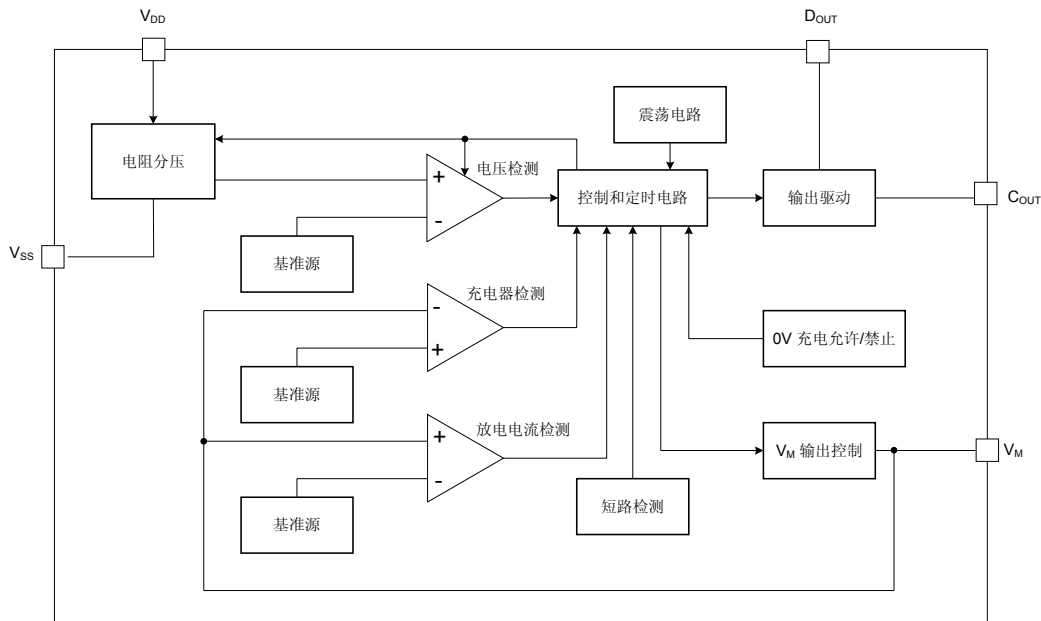 VDD
DOUT
震荡电路
电阻分压
电压检测
+
-
控制和定时电路
输出驱动
COUT
VSS
基准源
充电器检测
-
+
0V 充电允许/禁止
基准源
放电电流检测
+
-
VM 输出控制
VM
基准源
短路检测